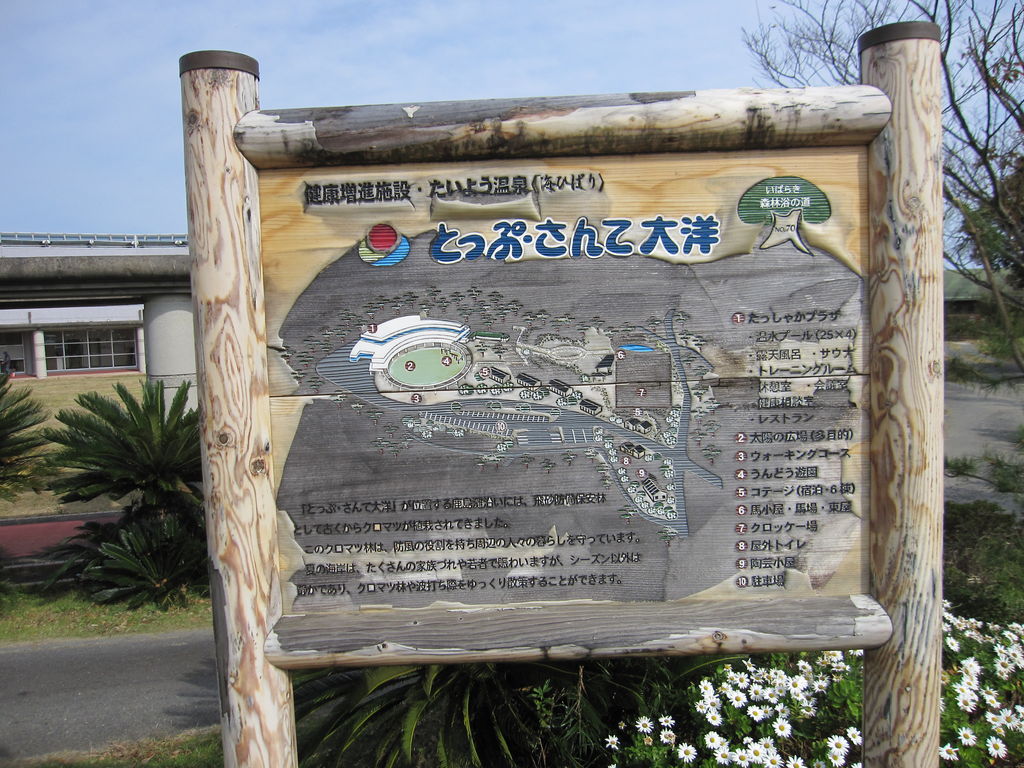 健康増進施設・たいよう温泉(海ひばり)
いばらき
森林浴の道
No.70
とっぷ・さんて大洋
1 たっしゃかプラザ
・沼水プール(25×4)
・露天風呂・サウナ
・トレーニングルーム
・休憩室・会議室
・健康相談室
・レストラン
2 太陽の広場(多目的)
3 ウォーキングコース
4 うんどう遊園
5 コテージ(宿泊・6棟)
6 馬小屋・馬場・東屋
7 クロッケー場
8 屋外トイレ
9 陶芸小屋
10 駐車場
1
2
4
3
5
6
7
10
8
9
「とっぷ・さんて大洋」が位置する鹿島灘沿いには、飛砂防備保安林
として古くからクロマツが植栽されてきました。
このクロマツ林は、防風の役割を持ち周辺の人々の暮らしを守っています。
夏の海岸は、たくさんの家族づれや若者で賑わいますが、シーズン以外は
静かであり、クロマツ林や波打ち際をゆっくり散策することができます。